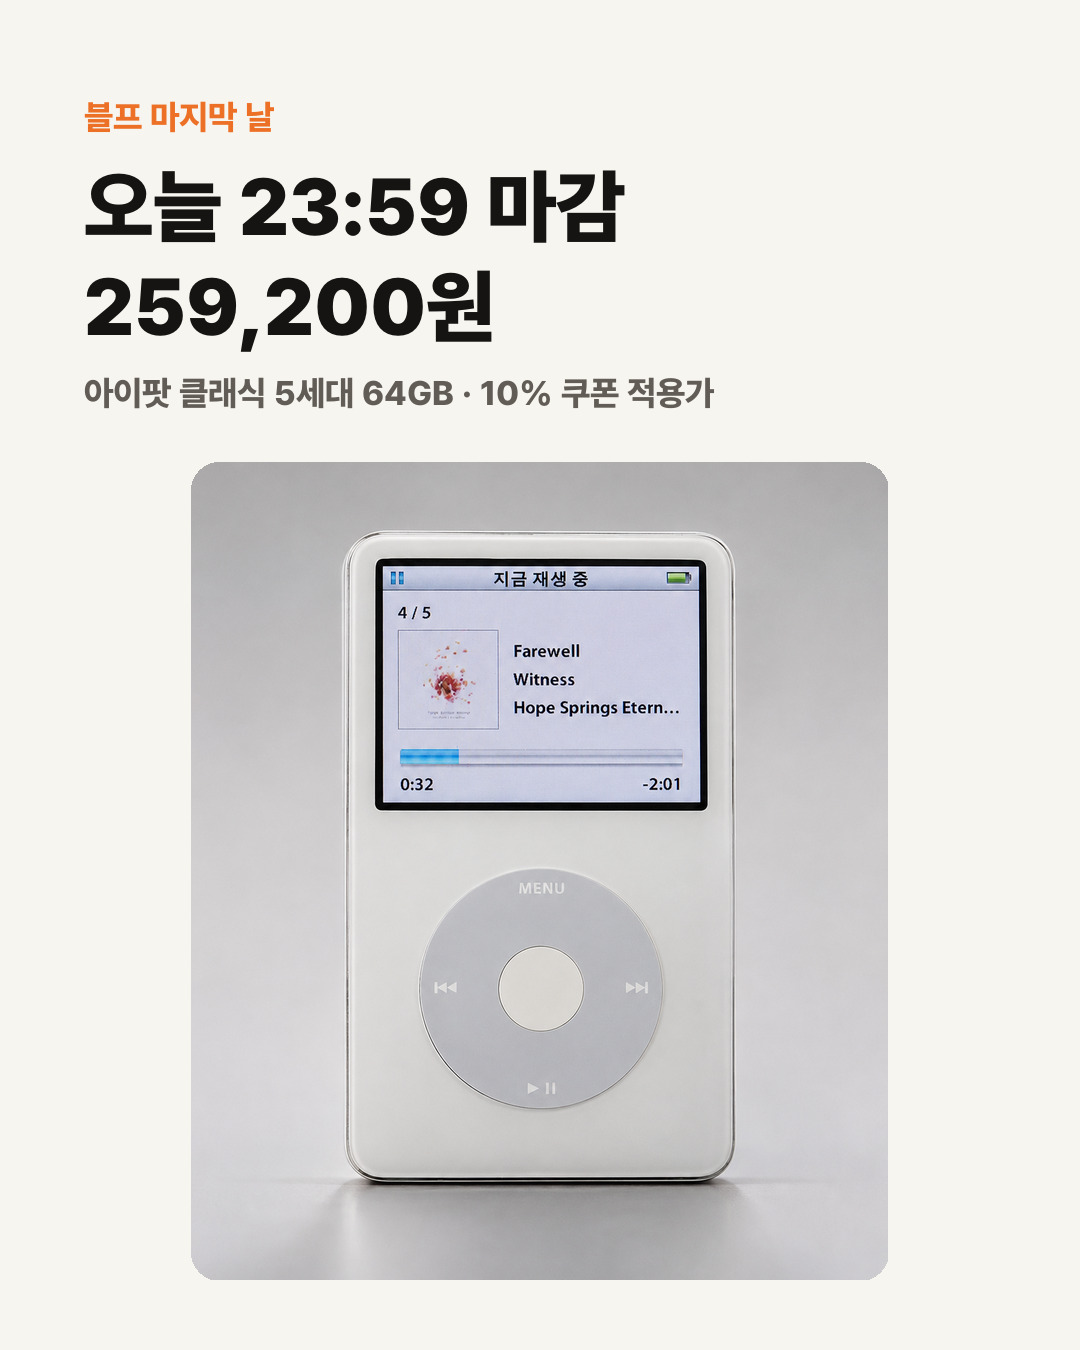 블프 마지막 날
오늘 23:59 마감
259,200원
아이팟 클래식 5세대 64GB · 10% 쿠폰 적용가
지금 재생 중
4 / 5
Farewell
Witness
Hope Springs Etern...
0:32 -2:01
MENU